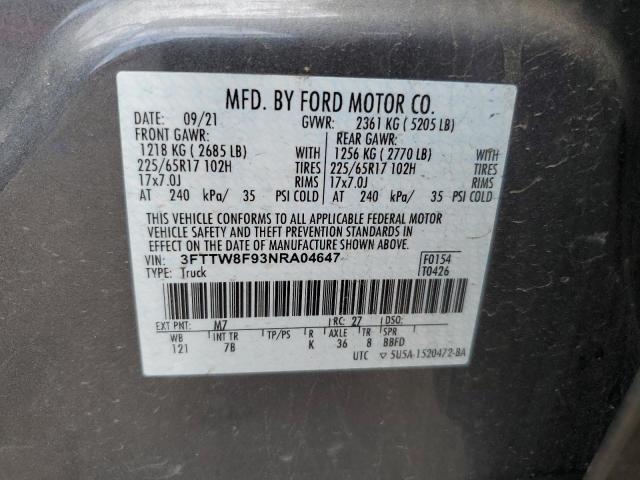 MFD. BY FORD MOTOR CO.
DATE: 09/21 GVWR: 2361 KG ( 5205 LB)
FRONT GAWR: REAR GAWR:
1218 KG ( 2685 LB) WITH 1256 KG ( 2770 LB) WITH
225/65R17 102H TIRES 225/65R17 102H TIRES
17x7.0J RIMS 17x7.0J RIMS
AT 240 kPa/ 35 PSI COLD AT 240 kPa/ 35 PSI COLD
THIS VEHICLE CONFORMS TO ALL APPLICABLE FEDERAL MOTOR
VEHICLE SAFETY AND THEFT PREVENTION STANDARDS IN
EFFECT ON THE DATE OF MANUFACTURE SHOWN ABOVE.
VIN: 3FTTW8F93NRA04647 F0154
TYPE: Truck T0426
EXT PNT: M7 RC: 27 DSO:
WB INT TR TP/PS R AXLE TR SPR
121 7B K 36 8 BBFD
UTC ▽ 5U5A-1520472-BA